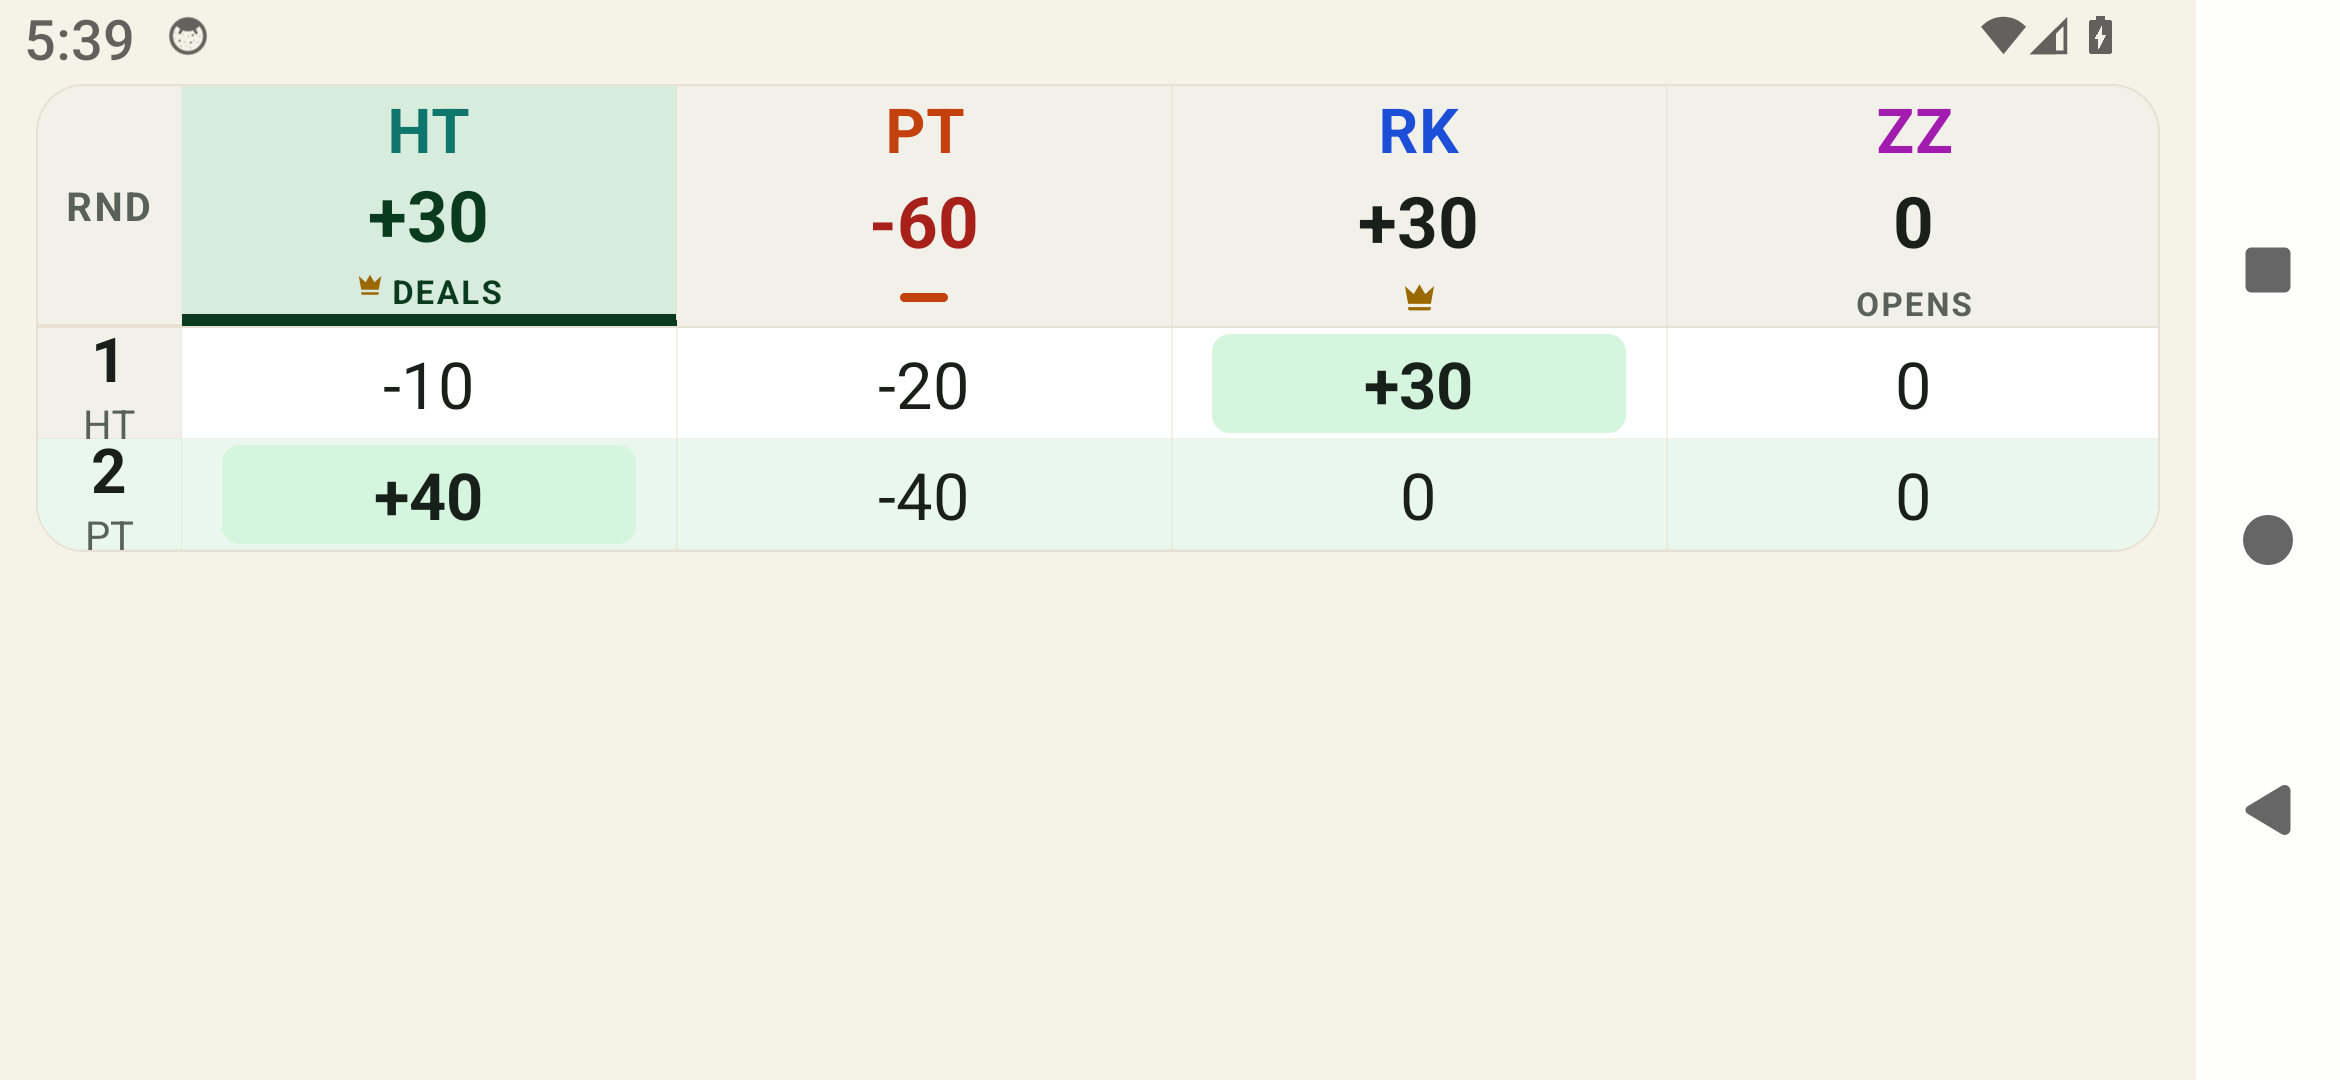 5:39
RND HT PT RK ZZ
+30 -60 +30 0
DEALS OPENS
1 -10 -20 +30 0
HT
2 +40 -40 0 0
PT